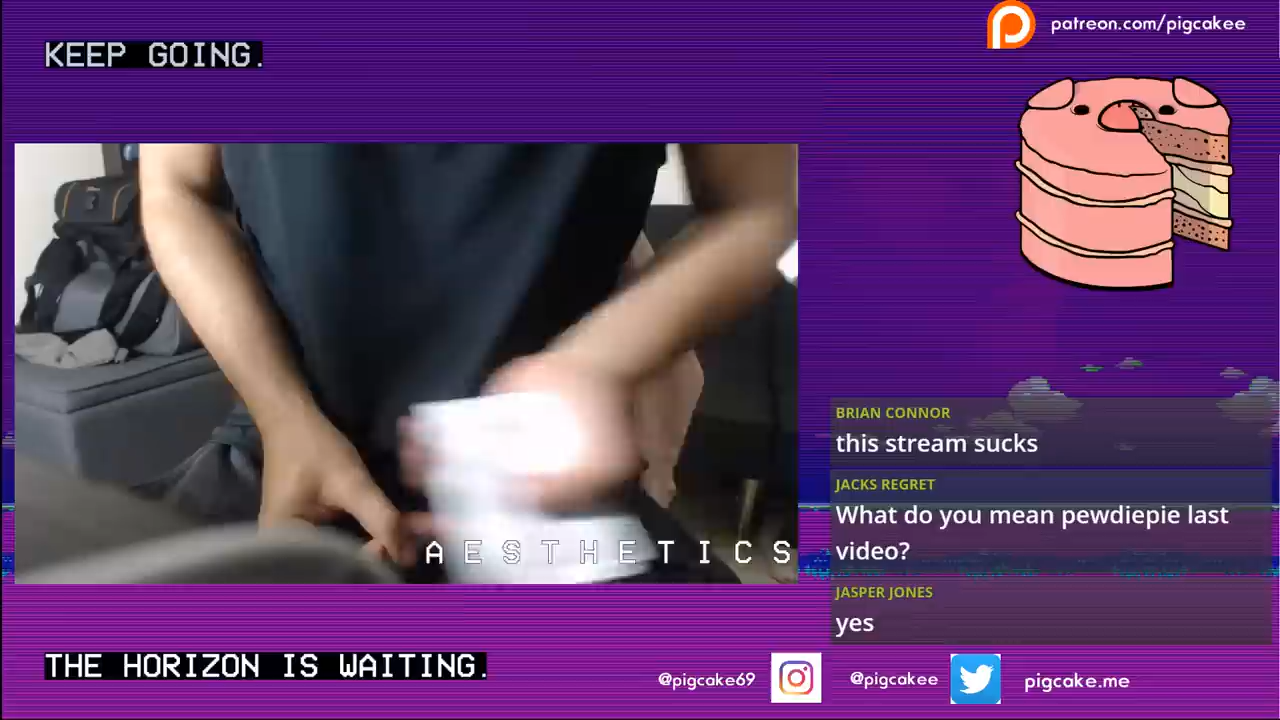 KEEP GOING.
patreon.com/pigcakee
BRIAN CONNOR
this stream sucks
JACKS REGRET
What do you mean pewdiepie last
video?
JASPER JONES
yes
AESTHETICS
THE HORIZON IS WAITING.
@pigcake69
@pigcakee
pigcake.me